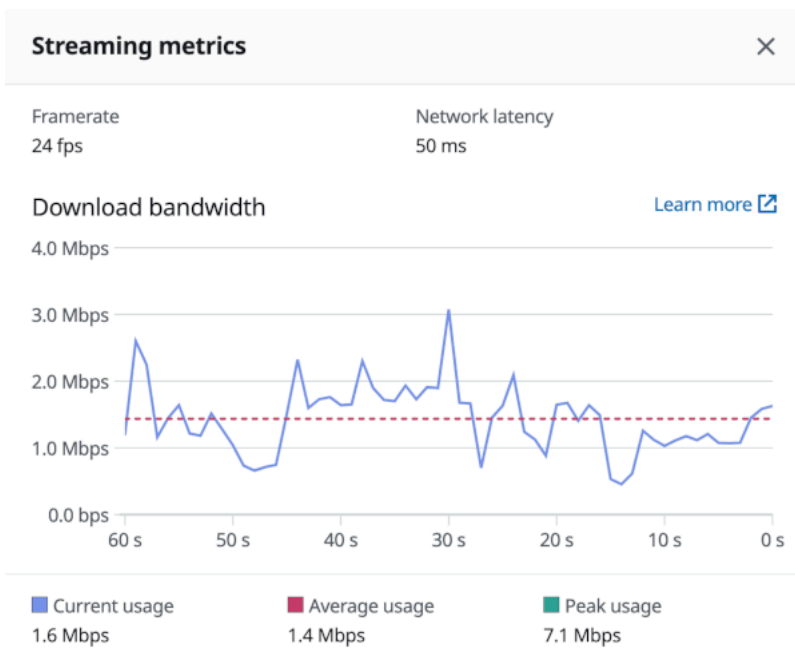 Streaming metrics
Framerate
Network latency
24 fps
50 ms
Download bandwidth
Learn more
4.0 Mbps
3.0 Mbps
2.0 Mbps
1.0 Mbps
0.0 bps
60 s
50 s
40 s
30 s
20 s
10 s
0 s
Current usage
Average usage
Peak usage
1.6 Mbps
1.4 Mbps
7.1 Mbps